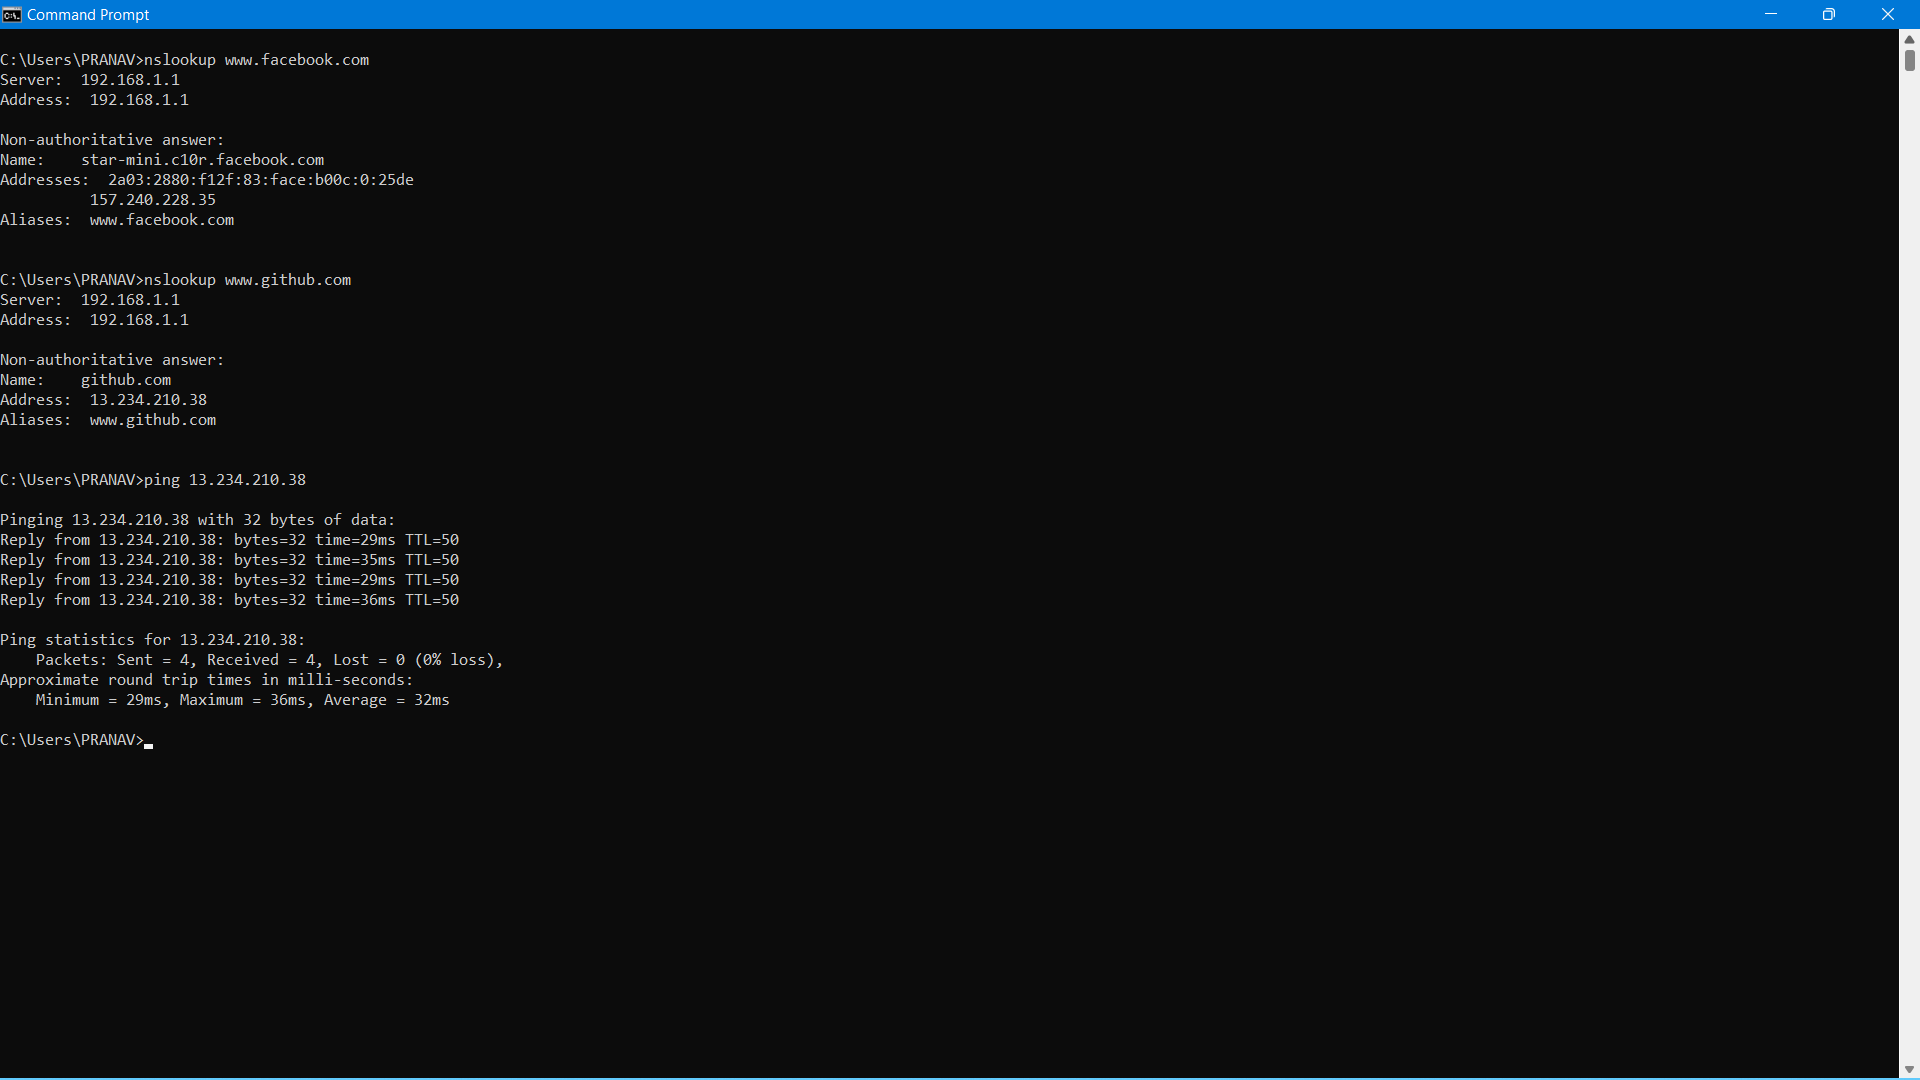 Command Prompt
C:\Users\PRANAV>nslookup www.facebook.com
Server:  192.168.1.1
Address:  192.168.1.1
Non-authoritative answer:
Name:    star-mini.c10r.facebook.com
Addresses:  2a03:2880:f12f:83:face:b00c:0:25de
          157.240.228.35
Aliases:  www.facebook.com
C:\Users\PRANAV>nslookup www.github.com
Server:  192.168.1.1
Address:  192.168.1.1
Non-authoritative answer:
Name:    github.com
Address:  13.234.210.38
Aliases:  www.github.com
C:\Users\PRANAV>ping 13.234.210.38
Pinging 13.234.210.38 with 32 bytes of data:
Reply from 13.234.210.38: bytes=32 time=29ms TTL=50
Reply from 13.234.210.38: bytes=32 time=35ms TTL=50
Reply from 13.234.210.38: bytes=32 time=29ms TTL=50
Reply from 13.234.210.38: bytes=32 time=36ms TTL=50
Ping statistics for 13.234.210.38:
    Packets: Sent = 4, Received = 4, Lost = 0 (0% loss),
Approximate round trip times in milli-seconds:
    Minimum = 29ms, Maximum = 36ms, Average = 32ms
C:\Users\PRANAV>